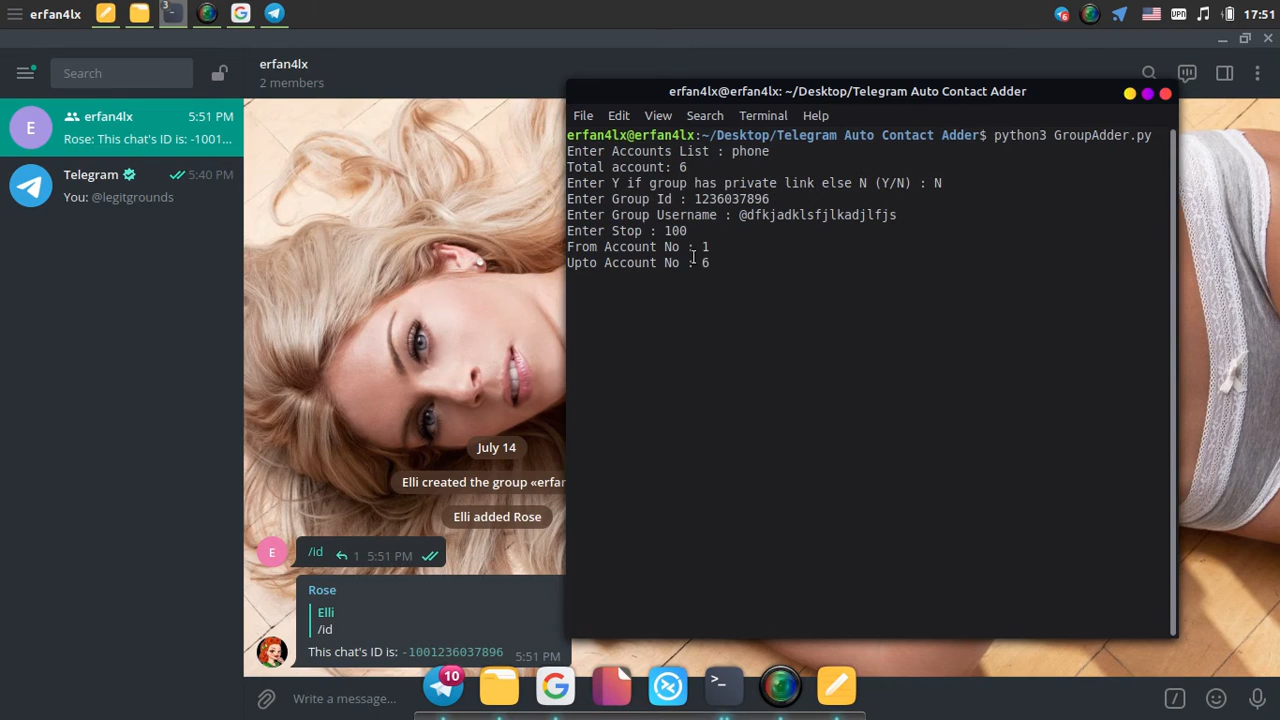 erfan4lx
3
6
VPN
17:51
Search
erfan4lx
2 members
E
erfan4lx
5:51 PM
Rose: This chat's ID is: -1001...
Telegram
5:40 PM
You: @legitgrounds
July 14
Elli created the group «erfan
Elli added Rose
E
/id
1 5:51 PM
Rose
Elli
/id
This chat's ID is: -1001236037896
5:51 PM
Write a message...
/
erfan4lx@erfan4lx: ~/Desktop/Telegram Auto Contact Adder
File Edit View Search Terminal Help
erfan4lx@erfan4lx:~/Desktop/Telegram Auto Contact Adder$ python3 GroupAdder.py
Enter Accounts List : phone
Total account: 6
Enter Y if group has private link else N (Y/N) : N
Enter Group Id : 1236037896
Enter Group Username : @dfkjadklsfjlkadjlfjs
Enter Stop : 100
From Account No : 1
Upto Account No : 6
10
G
>_